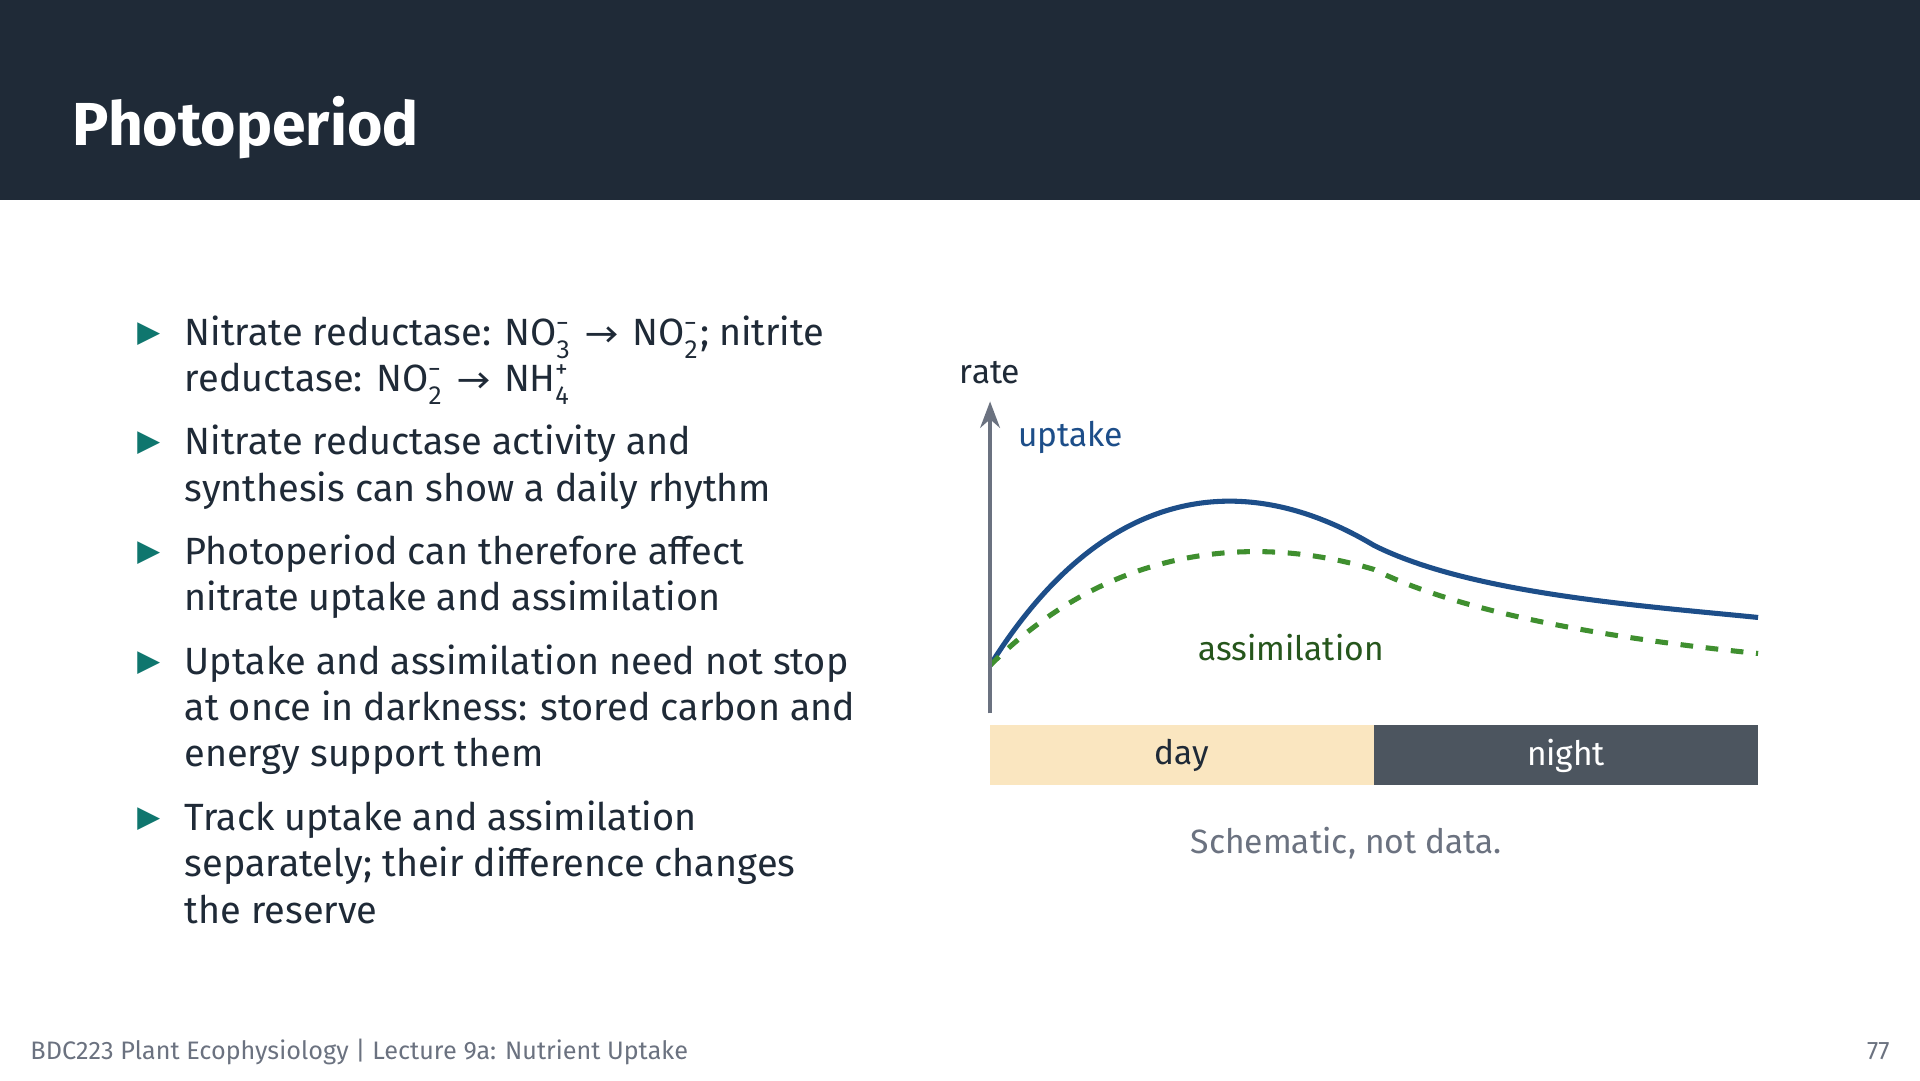 Photoperiod
► Nitrate reductase: NO₃⁻ → NO₂⁻; nitrite
reductase: NO₂⁻ → NH₄⁺
► Nitrate reductase activity and
synthesis can show a daily rhythm
► Photoperiod can therefore affect
nitrate uptake and assimilation
► Uptake and assimilation need not stop
at once in darkness: stored carbon and
energy support them
► Track uptake and assimilation
separately; their difference changes
the reserve
rate
uptake
assimilation
day
night
Schematic, not data.
BDC223 Plant Ecophysiology | Lecture 9a: Nutrient Uptake
77